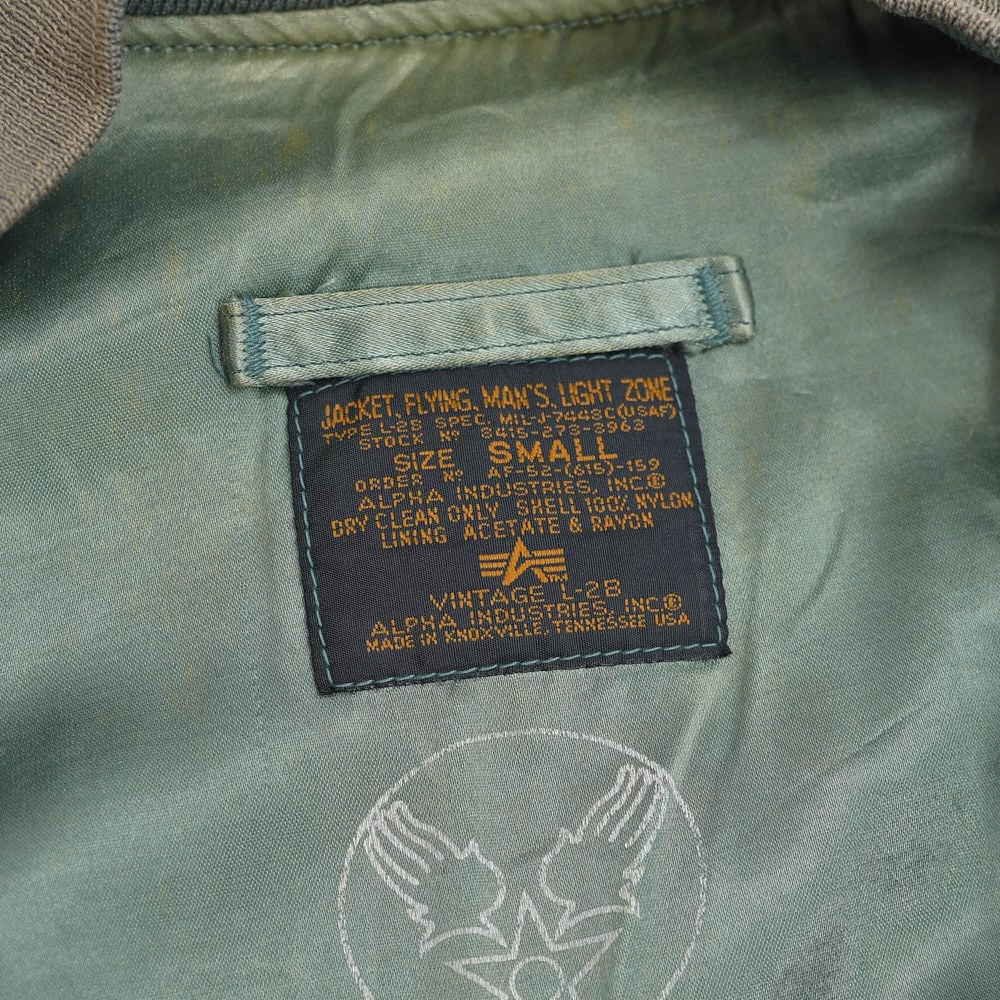 JACKET, FLYING, MAN'S, LIGHT ZONE
TYPE L-2B SPEC. MIL-J-7448C(USAF)
STOCK Nº 8415-273-3963
SIZE SMALL
ORDER Nº AF-52-(615)-159
ALPHA INDUSTRIES, INC.®
DRY CLEAN ONLY SHELL 100% NYLON
LINING ACETATE & RAYON
TM
VINTAGE L-2B
ALPHA INDUSTRIES, INC.®
MADE IN KNOXVILLE, TENNESSEE USA